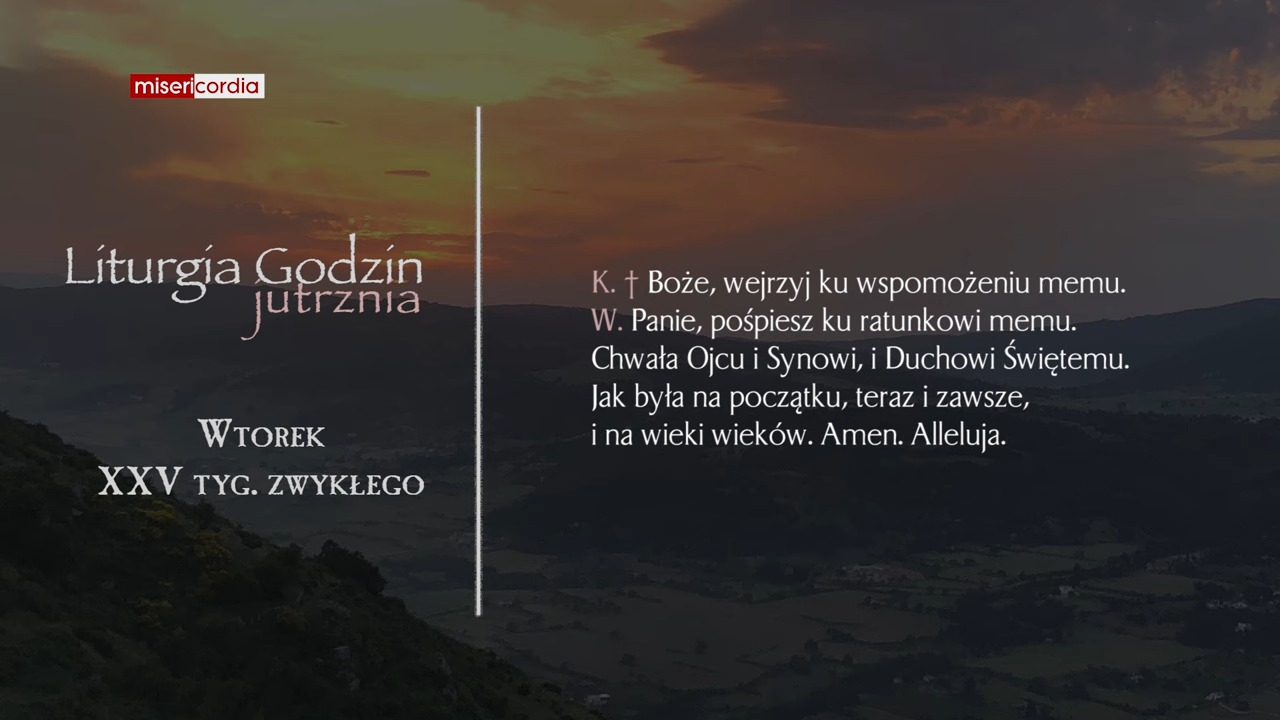 misericordia
Liturgia Godzin
jutrznia
Wtorek
XXV tyg. zwykłego
K. † Boże, wejrzyj ku wspomożeniu memu.
W. Panie, pośpiesz ku ratunkowi memu.
Chwała Ojcu i Synowi, i Duchowi Świętemu.
Jak była na początku, teraz i zawsze,
i na wieki wieków. Amen. Alleluja.